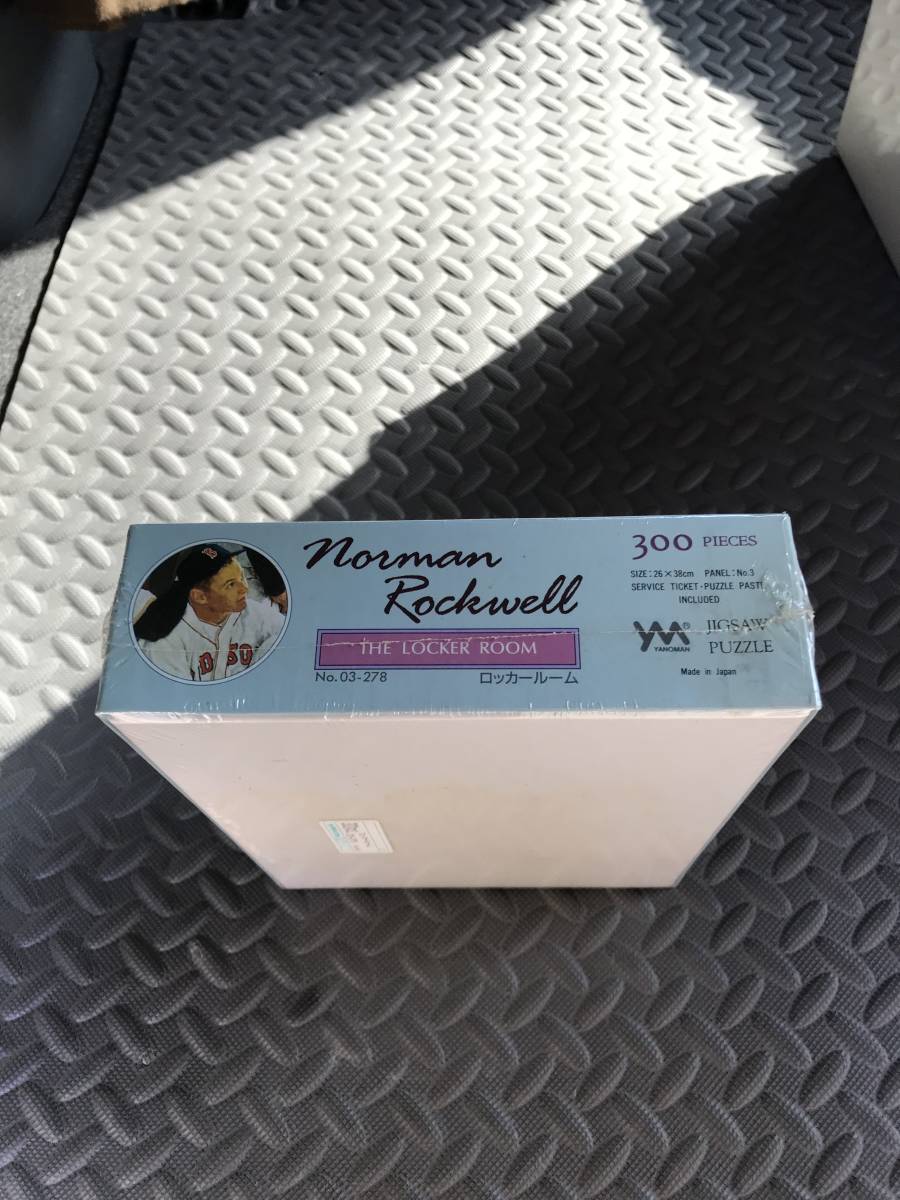 Norman
Rockwell
THE LOCKER ROOM
No. 03-278 ロッカールーム
300 PIECES
SIZE: 26×38cm PANEL: No.3
SERVICE TICKET·PUZZLE PASTE
INCLUDED
YM®
YANOMAN
JIGSAW
PUZZLE
Made in Japan